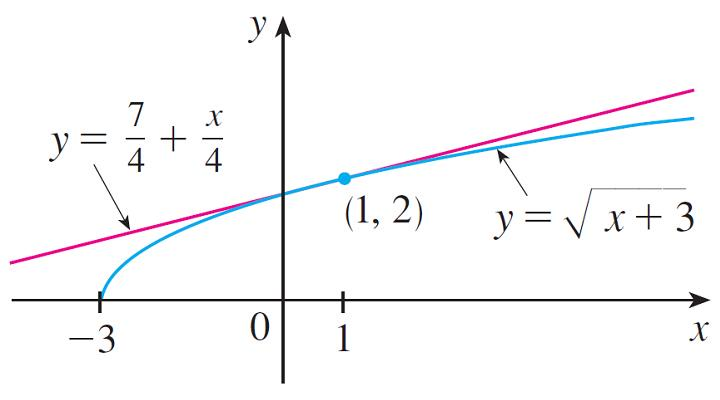 y
y = 7/4 + x/4
(1, 2)
y = √x + 3
−3
0
1
x